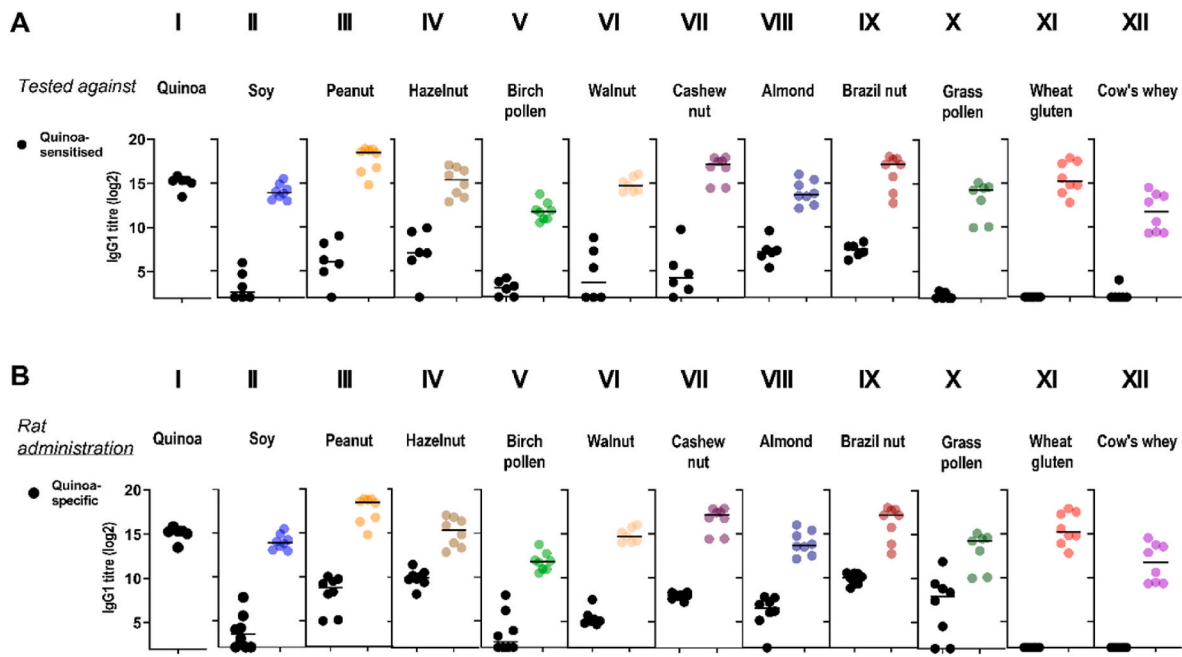 A I II III IV V VI VII VIII IX X XI XII
Tested against Quinoa Soy Peanut Hazelnut Birch Walnut Cashew Almond Brazil nut Grass Wheat Cow's whey
pollen nut pollen gluten
Quinoa-
sensitised
IgG1 titre (log2)
20
15
10
5
B I II III IV V VI VII VIII IX X XI XII
Rat
administration
Quinoa Soy Peanut Hazelnut Birch Walnut Cashew Almond Brazil nut Grass Wheat Cow's whey
pollen nut pollen gluten
Quinoa-
specific
IgG1 titre (log2)
20
15
10
5